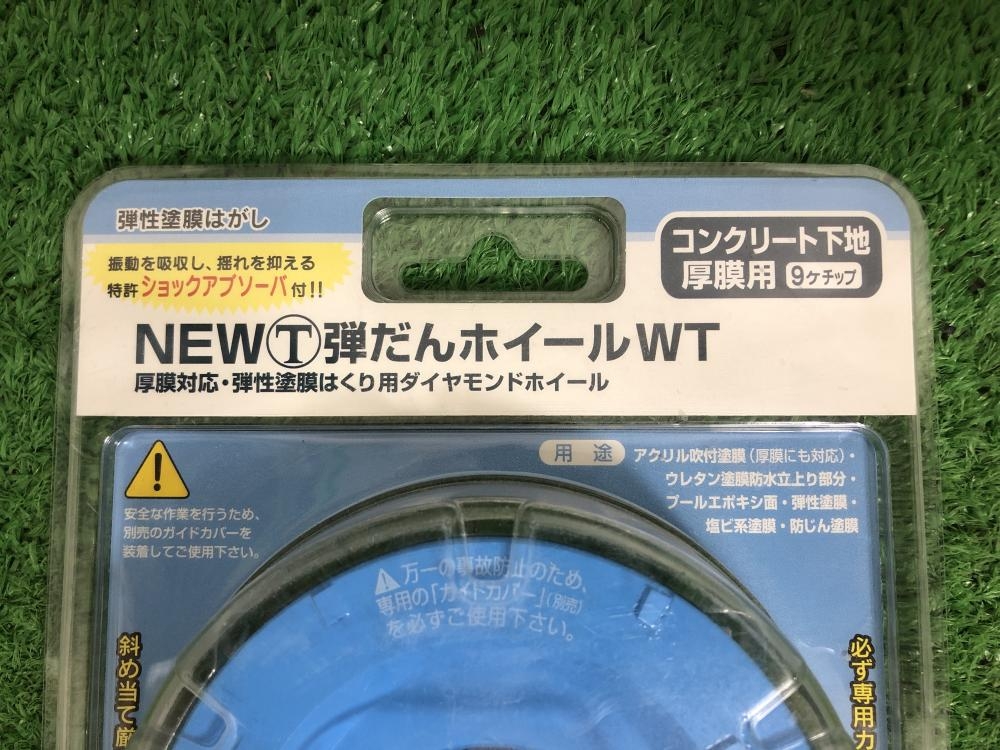 弾性塗膜はがし
振動を吸収し、揺れを抑える
特許ショックアブソーバ付!!
コンクリート下地
厚膜用 9ケチップ
NEWⓉ弾だんホイールWT
厚膜対応・弾性塗膜はくり用ダイヤモンドホイール
用途 アクリル吹付塗膜(厚膜にも対応)・
ウレタン塗膜防水立上り部分・
プールエポキシ面・弾性塗膜・
塩ビ系塗膜・防じん塗膜
安全な作業を行うため、
別売のガイドカバーを
装着してご使用下さい。
万一の事故防止のため、
専用の「ガイドカバー」(別売)
を必ずご使用下さい。
斜め当て厳
必ず専用カ